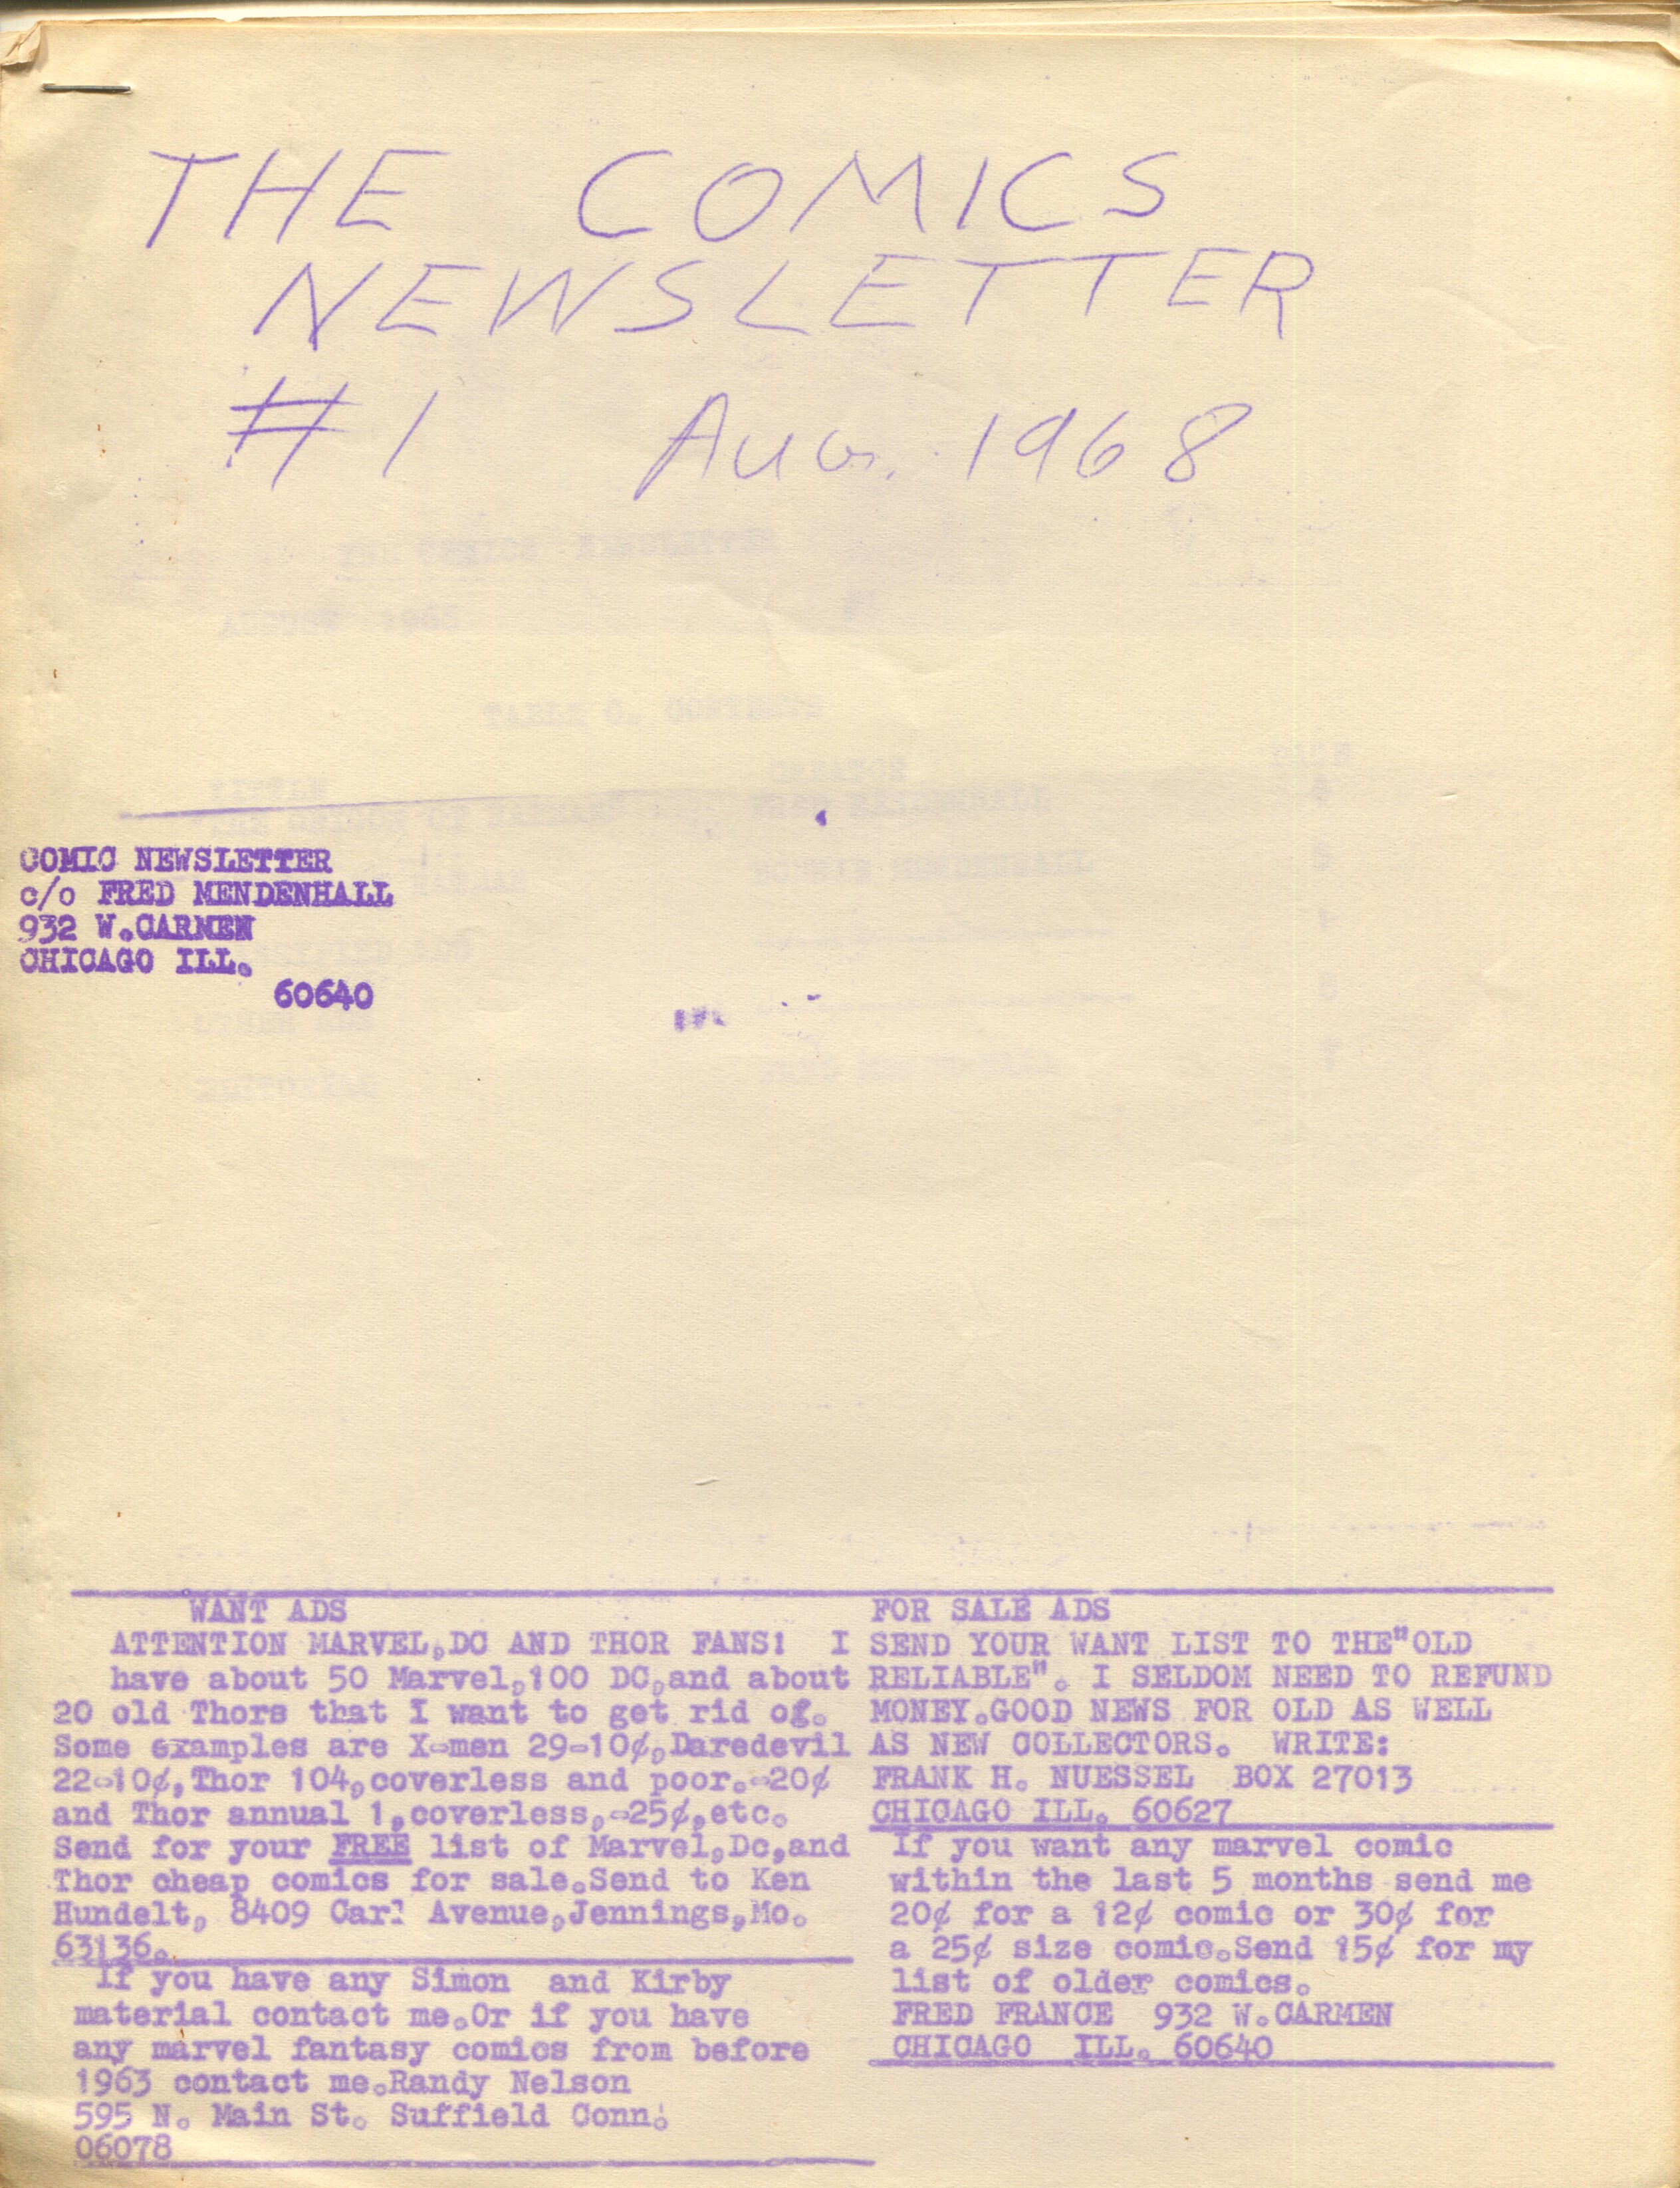 THE COMICS
NEWSLETTER
#1 Aug. 1968
THE COMICS NEWSLETTER
AUGUST 1968
TABLE CONTENTS
COMIC NEWSLETTER
c/o FRED MENDENHALL
932 W.CARMEN
CHICAGO ILL.
60640
WANT ADS
ATTENTION MARVEL,DC AND THOR FANS! I
have about 50 Marvel,100 DC,and about
20 old Thors that I want to get rid of.
Some examples are X-men 29-10¢,Daredevil
22-10¢,Thor 104,coverless and poor.-20¢
and Thor annual 1,coverless,-25¢,etc.
Send for your FREE list of Marvel,Dc,and
Thor cheap comics for sale.Send to Ken
Hundelt, 8409 Carl Avenue,Jennings,Mo.
63136.
If you have any Simon and Kirby
material contact me.Or if you have
any marvel fantasy comics from before
1963 contact me.Randy Nelson
595 N. Main St. Suffield Conn.
06078
FOR SALE ADS
SEND YOUR WANT LIST TO THE"OLD
RELIABLE". I SELDOM NEED TO REFUND
MONEY.GOOD NEWS FOR OLD AS WELL
AS NEW COLLECTORS. WRITE:
FRANK H. NUESSEL BOX 27013
CHICAGO ILL. 60627
If you want any marvel comic
within the last 5 months send me
20¢ for a 12¢ comic or 30¢ for
a 25¢ size comic.Send 15¢ for my
list of older comics.
FRED FRANCE 932 W.CARMEN
CHICAGO ILL. 60640